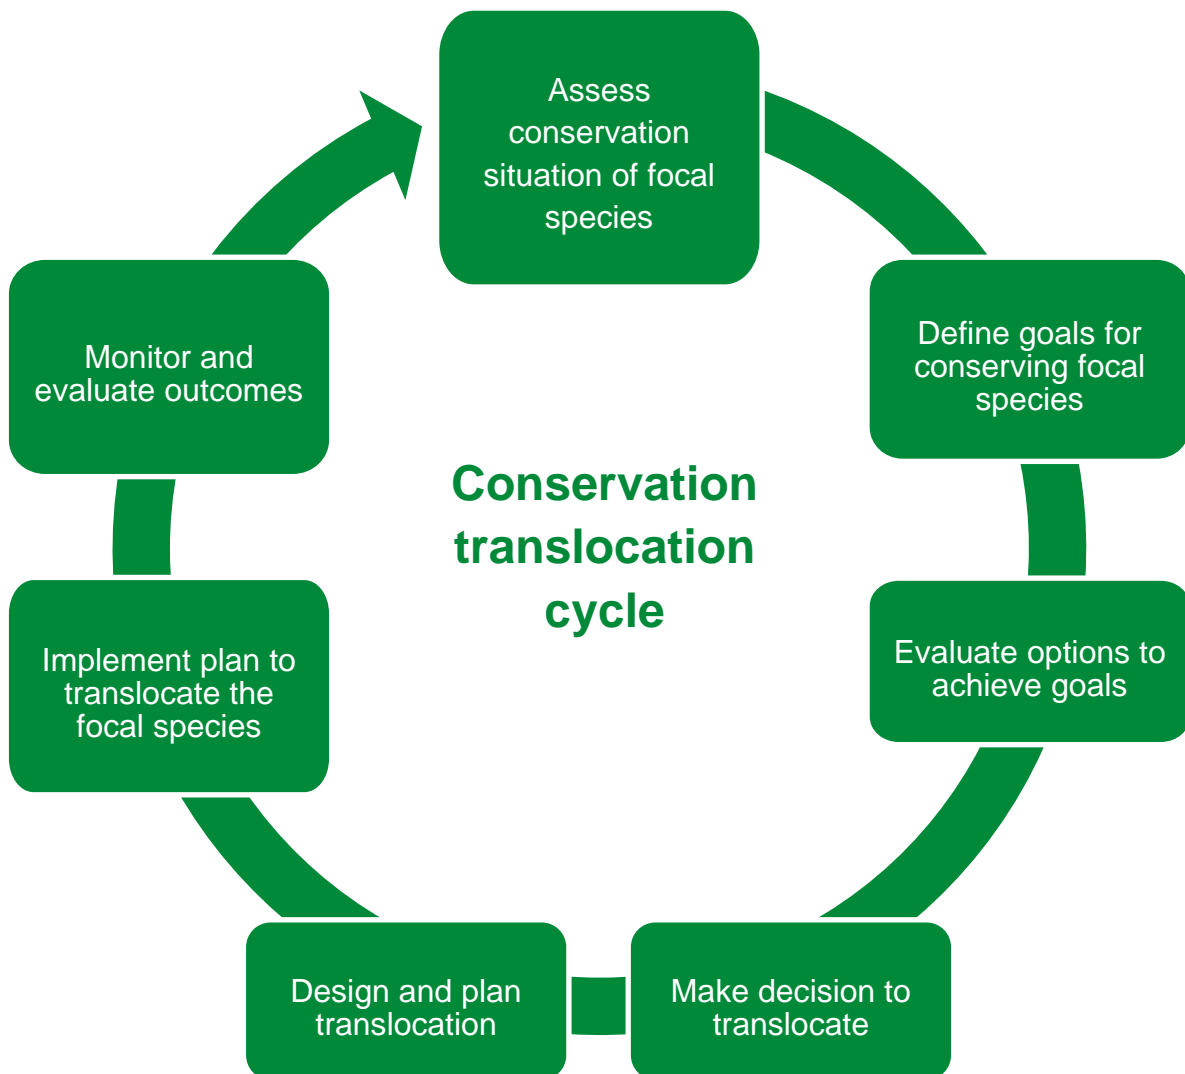 Assess
conservation
situation of focal
species
Define goals for
conserving focal
species
Evaluate options to
achieve goals
Make decision to
translocate
Design and plan
translocation
Implement plan to
translocate the
focal species
Monitor and
evaluate outcomes
Conservation
translocation
cycle